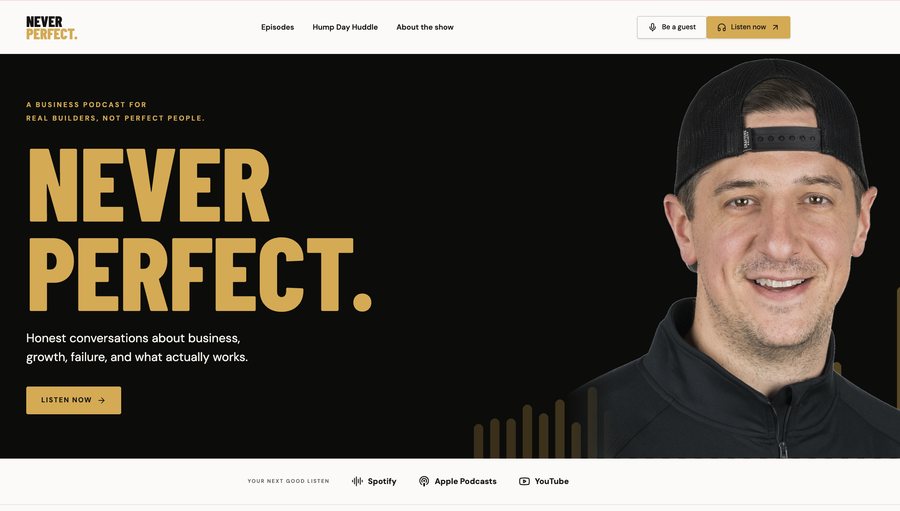 NEVER
PERFECT.
Episodes
Hump Day Huddle
About the show
Be a guest
Listen now
A BUSINESS PODCAST FOR
REAL BUILDERS, NOT PERFECT PEOPLE.
NEVER
PERFECT.
Honest conversations about business,
growth, failure, and what actually works.
LISTEN NOW
YOUR NEXT GOOD LISTEN
Spotify
Apple Podcasts
YouTube